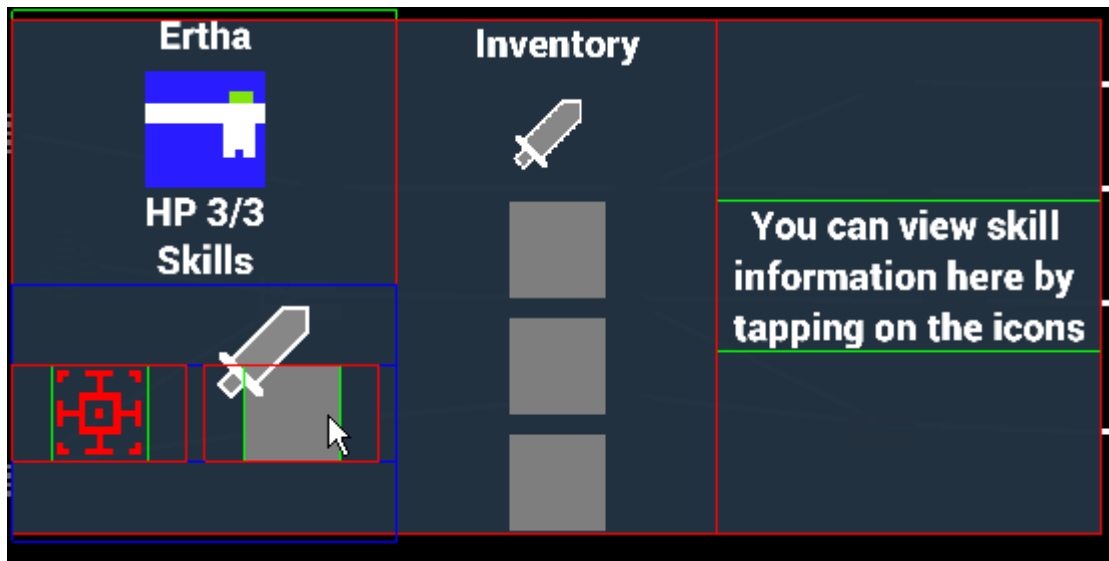 Ertha
HP 3/3
Skills
Inventory
You can view skill
information here by
tapping on the icons